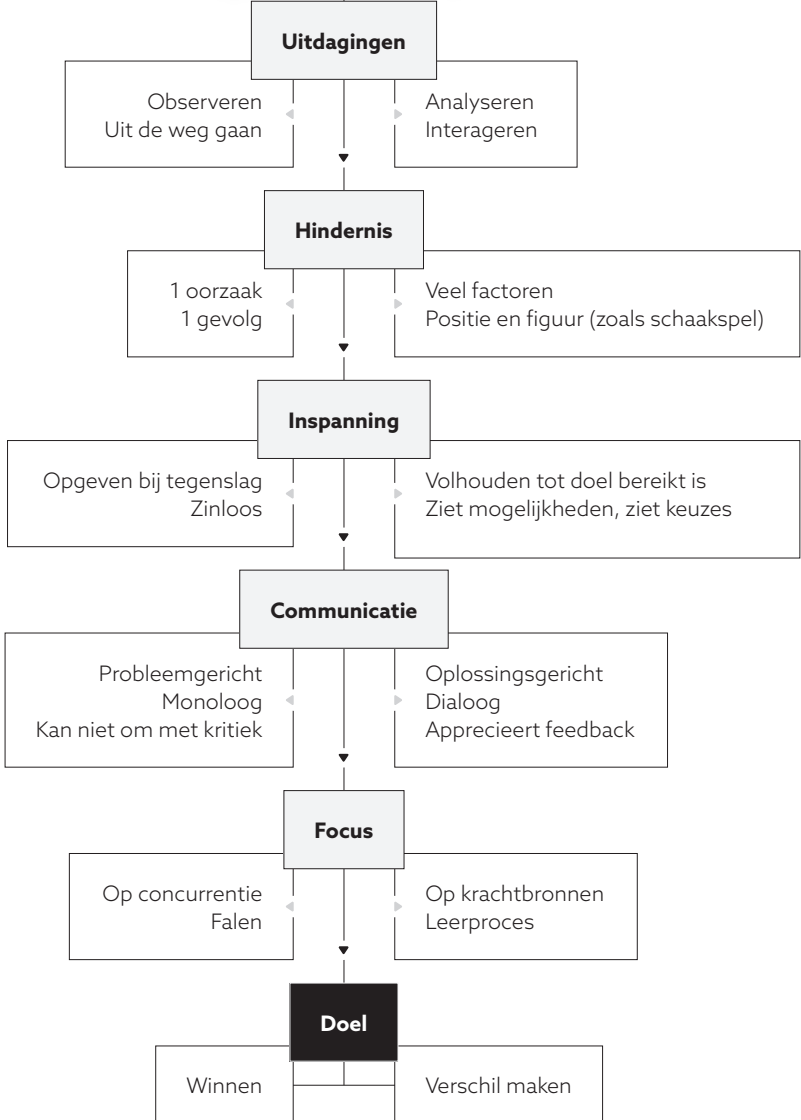 Uitdagingen
Observeren
Uit de weg gaan
Analyseren
Interageren
Hindernis
1 oorzaak
1 gevolg
Veel factoren
Positie en figuur (zoals schaakspel)
Inspanning
Opgeven bij tegenslag
Zinloos
Volhouden tot doel bereikt is
Ziet mogelijkheden, ziet keuzes
Communicatie
Probleemgericht
Monoloog
Kan niet om met kritiek
Oplossingsgericht
Dialoog
Apprecieert feedback
Focus
Op concurrentie
Falen
Op krachtbronnen
Leerproces
Doel
Winnen
Verschil maken